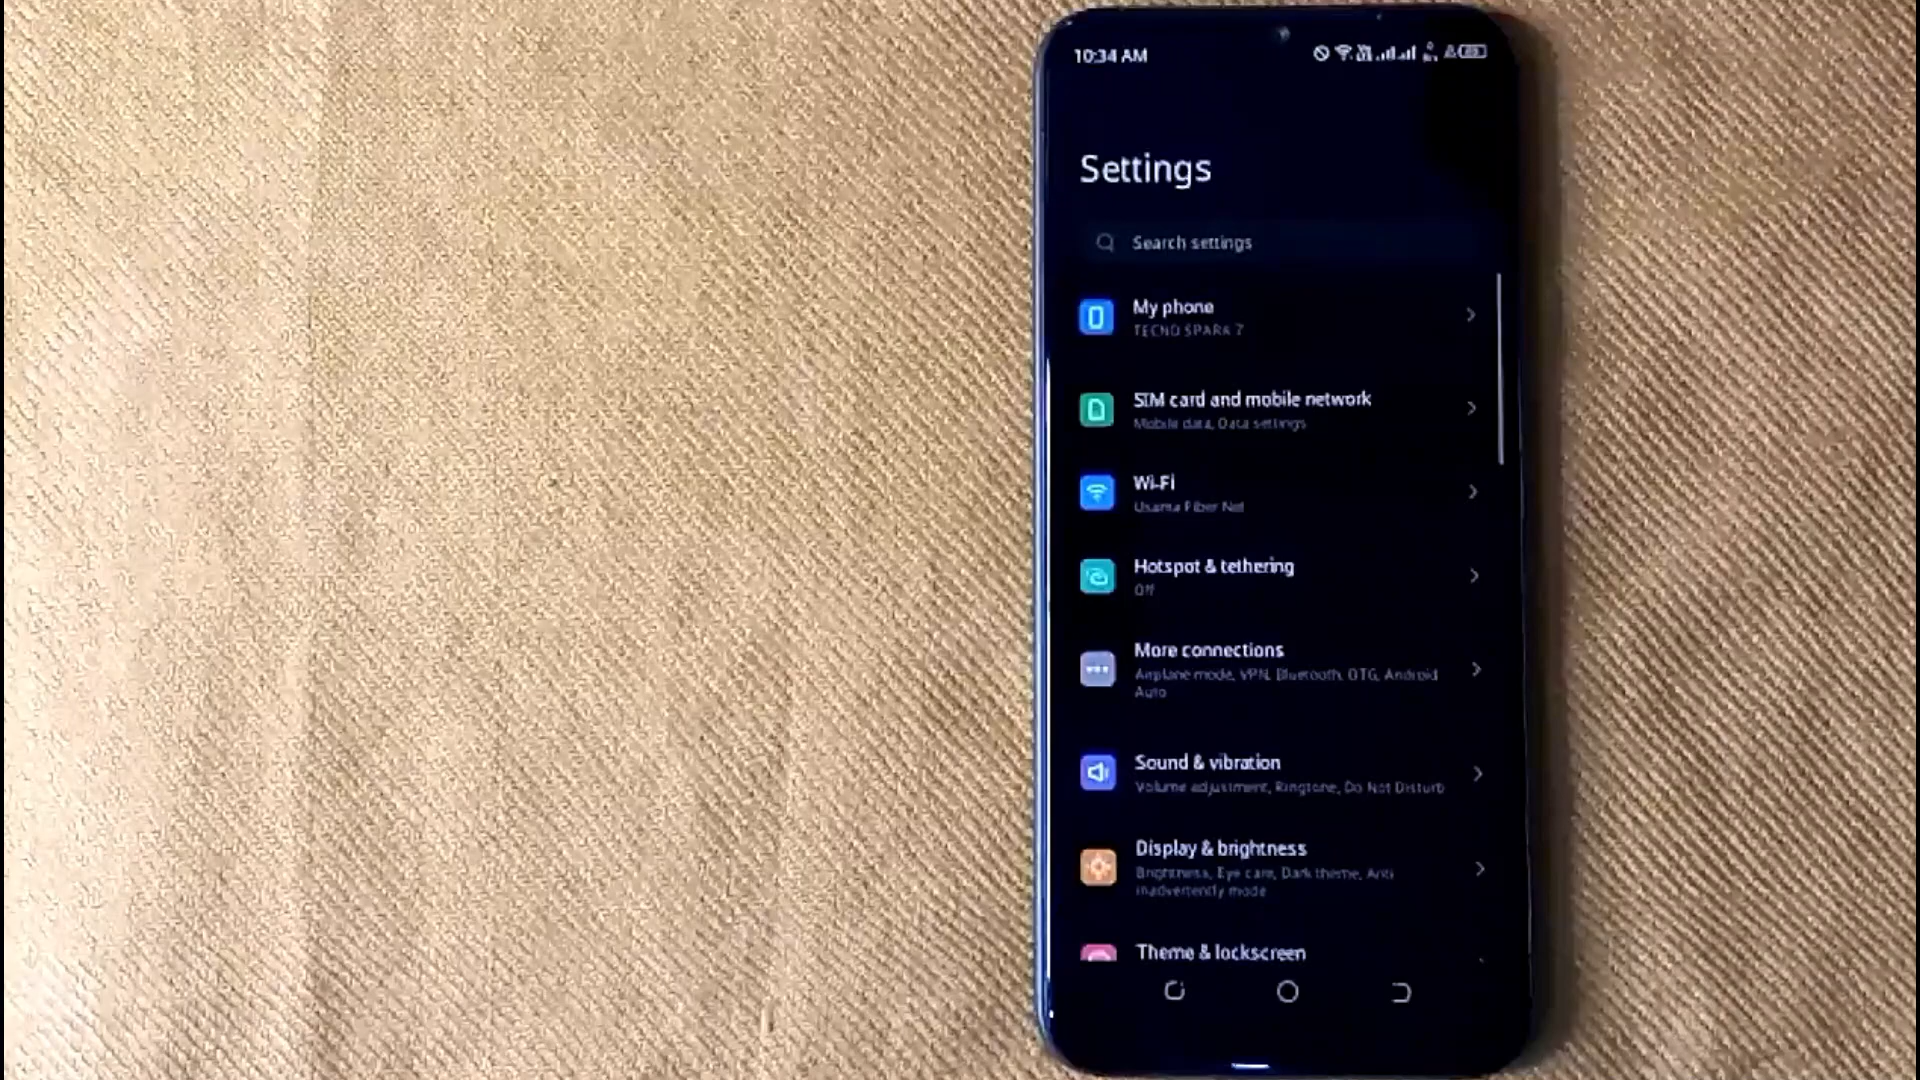 10:34 AM
Settings
Search settings
My phone
TECNO SPARK 7
SIM card and mobile network
Mobile data, Data settings
Wi-Fi
Usama Fiber Net
Hotspot & tethering
Off
More connections
Airplane mode, VPN, Bluetooth, OTG, Android
Auto
Sound & vibration
Volume adjustment, Ringtone, Do Not Disturb
Display & brightness
Brightness, Eye care, Dark theme, Anti
inadvertently mode
Theme & lockscreen